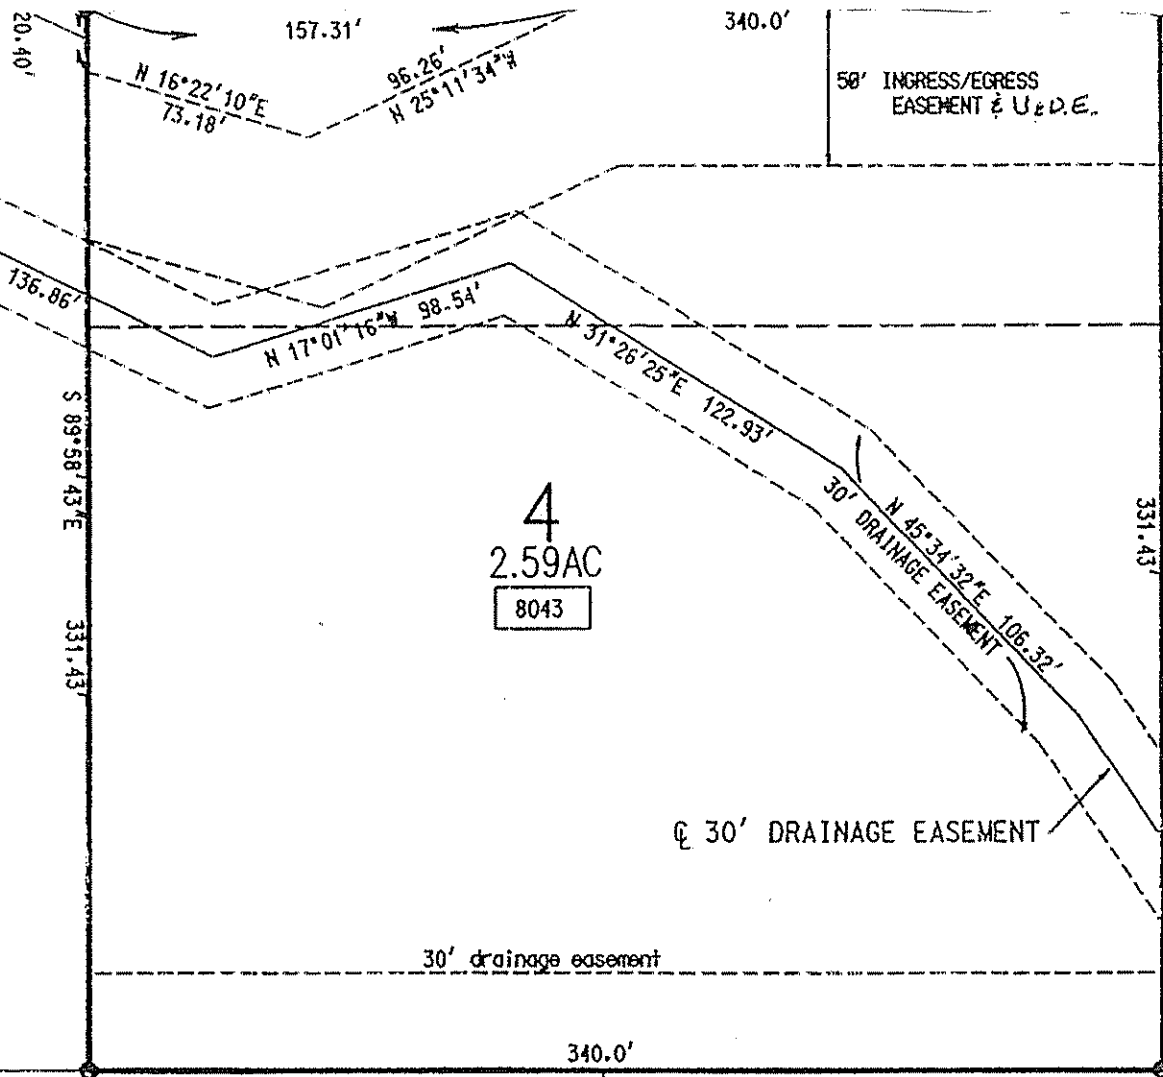 20.40'
157.31'
340.0'
N 16°22'10"E
73.18'
96.26'
N 25°11'34"W
50' INGRESS/EGRESS
EASEMENT & U&D.E.
136.86'
N 17°01'16"W 98.54'
N 31°26'25"E 122.93'
S 89°58'43"E
331.43'
4
2.59AC
8043
N 45°34'32"E 106.32'
30' DRAINAGE EASEMENT
331.43'
℄ 30' DRAINAGE EASEMENT
30' drainage easement
340.0'